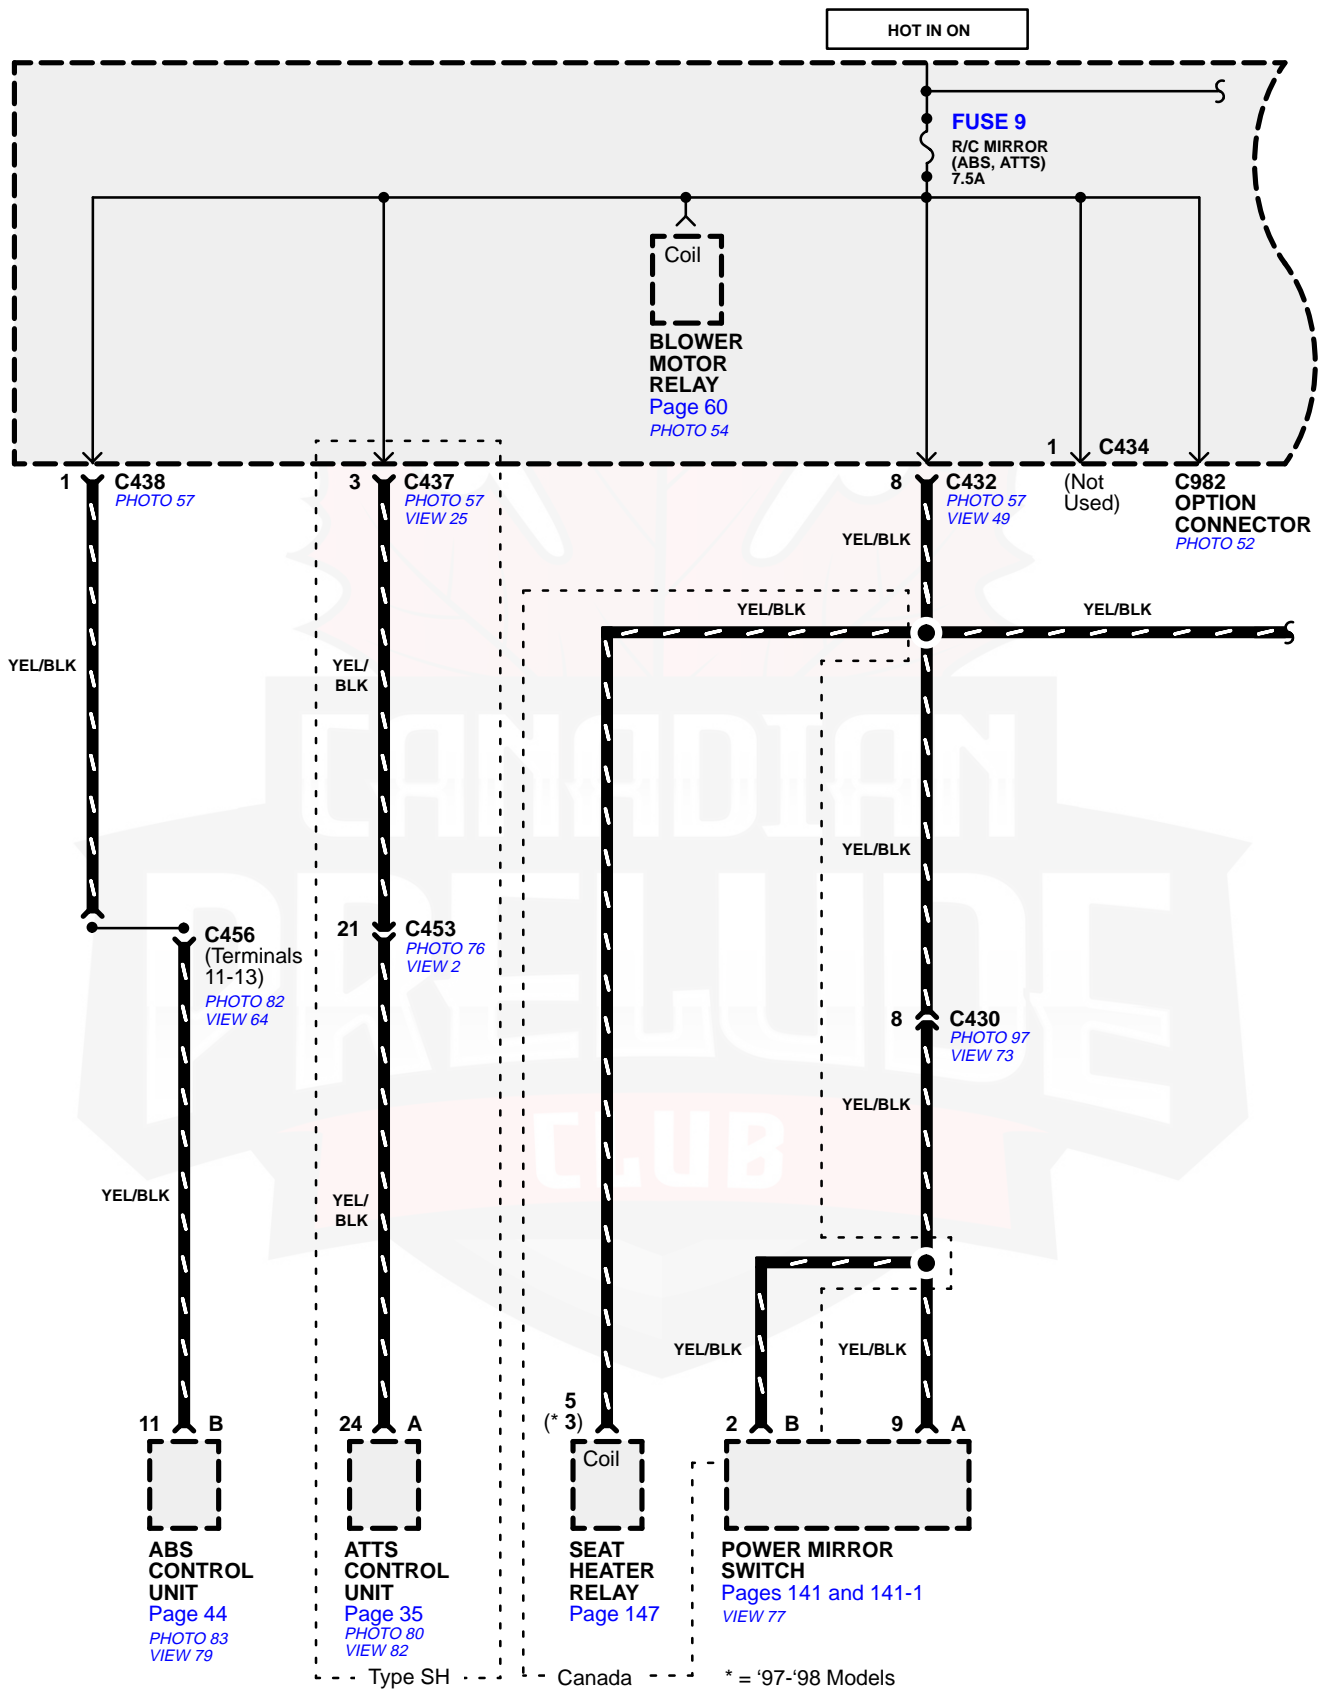 HOT IN ON
FUSE 9
R/C MIRROR
(ABS, ATTS)
7.5A
Coil
BLOWER
MOTOR
RELAY
Page 60
PHOTO 54
1 C438
PHOTO 57
3 C437
PHOTO 57
VIEW 25
8 C432
PHOTO 57
VIEW 49
1 C434
(Not
Used)
C982
OPTION
CONNECTOR
PHOTO 52
YEL/BLK
YEL/BLK
YEL/BLK
YEL/BLK
YEL/
BLK
CANADIAN
PRELUDE
CLUB
YEL/BLK
C456
(Terminals
11-13)
PHOTO 82
VIEW 64
21 C453
PHOTO 76
VIEW 2
8 C430
PHOTO 97
VIEW 73
YEL/BLK
YEL/BLK
YEL/
BLK
YEL/BLK
YEL/BLK
11 B
24 A
5
(* 3)
2 B
9 A
Coil
ABS
CONTROL
UNIT
Page 44
PHOTO 83
VIEW 79
ATTS
CONTROL
UNIT
Page 35
PHOTO 80
VIEW 82
SEAT
HEATER
RELAY
Page 147
POWER MIRROR
SWITCH
Pages 141 and 141-1
VIEW 77
Type SH
Canada
* = ‘97-‘98 Models